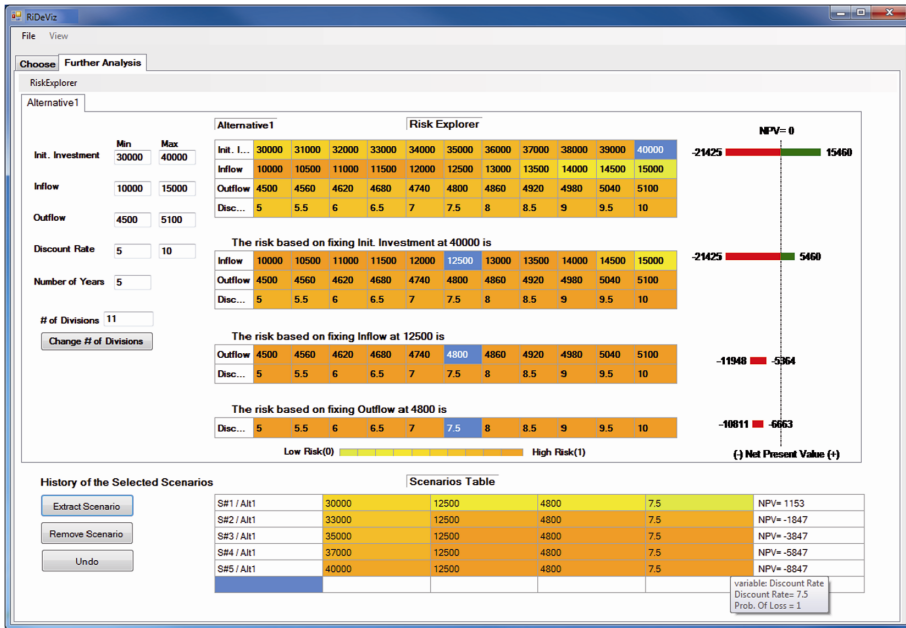 RiDeViz
File View
Choose Further Analysis
RiskExplorer
Alternative1
Alternative1 Risk Explorer
NPV= 0
Min Max
Init. Investment 30000 40000
Inflow 10000 15000
Outflow 4500 5100
Discount Rate 5 10
Number of Years 5
# of Divisions 11
Change # of Divisions
Init. I... 30000 31000 32000 33000 34000 35000 36000 37000 38000 39000 40000
Inflow 10000 10500 11000 11500 12000 12500 13000 13500 14000 14500 15000
Outflow 4500 4560 4620 4680 4740 4800 4860 4920 4980 5040 5100
Disc... 5 5.5 6 6.5 7 7.5 8 8.5 9 9.5 10
-21425 15460
The risk based on fixing Init. Investment at 40000 is
Inflow 10000 10500 11000 11500 12000 12500 13000 13500 14000 14500 15000
Outflow 4500 4560 4620 4680 4740 4800 4860 4920 4980 5040 5100
Disc... 5 5.5 6 6.5 7 7.5 8 8.5 9 9.5 10
-21425 5460
The risk based on fixing Inflow at 12500 is
Outflow 4500 4560 4620 4680 4740 4800 4860 4920 4980 5040 5100
Disc... 5 5.5 6 6.5 7 7.5 8 8.5 9 9.5 10
-11948 -5364
The risk based on fixing Outflow at 4800 is
Disc... 5 5.5 6 6.5 7 7.5 8 8.5 9 9.5 10
-10811 -6663
Low Risk(0) High Risk(1)
(-) Net Present Value (+)
History of the Selected Scenarios
Scenarios Table
Extract Scenario
Remove Scenario
Undo
S#1 / Alt1 30000 12500 4800 7.5 NPV= 1153
S#2 / Alt1 33000 12500 4800 7.5 NPV= -1847
S#3 / Alt1 35000 12500 4800 7.5 NPV= -3847
S#4 / Alt1 37000 12500 4800 7.5 NPV= -5847
S#5 / Alt1 40000 12500 4800 7.5 NPV= -8847
variable: Discount Rate
Discount Rate= 7.5
Prob. Of Loss = 1